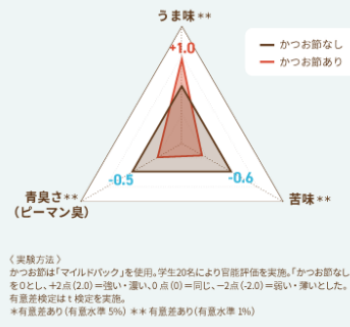 うま味**
かつお節なし
かつお節あり
+1.0
-0.5
-0.6
青臭さ**
(ピーマン臭)
苦味**
〈 実験方法 〉
かつお節は「マイルドパック」を使用。学生20名により官能評価を実施。「かつお節なし
を0とし、+2点(2.0)=強い・濃い、0 点(0)=同じ、−2点(-2.0)=弱い・薄いとした。
有意差検定は t 検定を実施。
*有意差あり(有意水準 5%) ** 有意差あり(有意水準 1%)